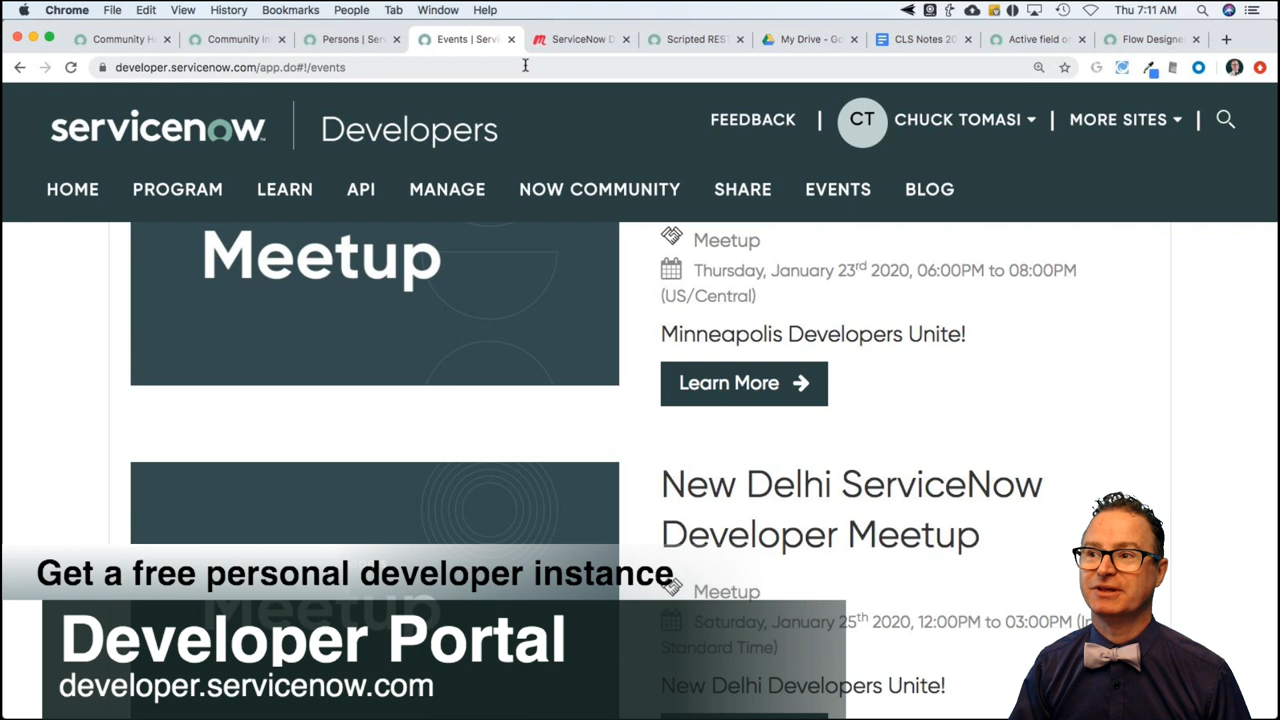 Chrome File Edit View History Bookmarks People Tab Window Help Thu 7:11 AM
Community H Community In Persons | Serv Events | Servi ServiceNow D Scripted REST My Drive - Go CLS Notes 20 Active field o Flow Designe
developer.servicenow.com/app.do#!/events
servicenow Developers FEEDBACK | CT CHUCK TOMASI | MORE SITES |
HOME PROGRAM LEARN API MANAGE NOW COMMUNITY SHARE EVENTS BLOG
Meetup
Meetup
Thursday, January 23rd 2020, 06:00PM to 08:00PM
(US/Central)
Minneapolis Developers Unite!
Learn More
New Delhi ServiceNow
Developer Meetup
Meetup
Meetup
Saturday, January 25th 2020, 12:00PM to 03:00PM (In
Standard Time)
New Delhi Developers Unite!
Get a free personal developer instance
Developer Portal
developer.servicenow.com